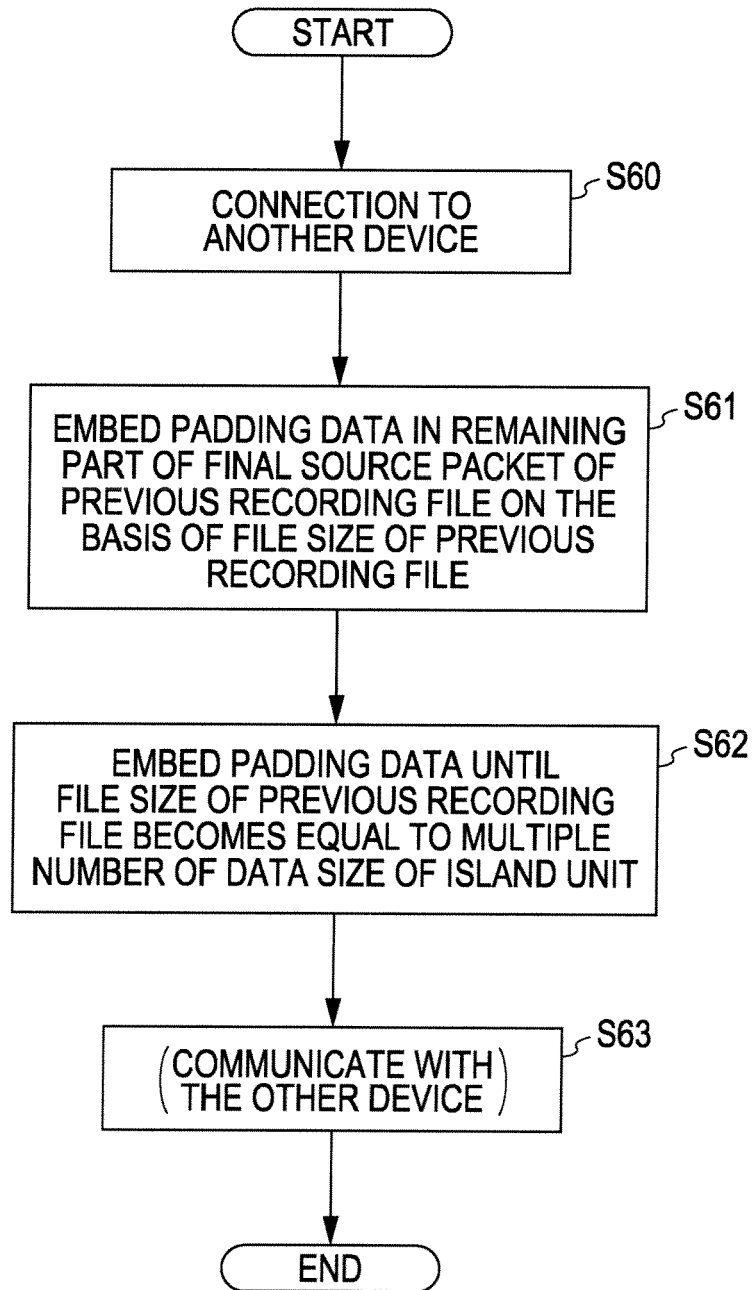 START
S60
CONNECTION TO
ANOTHER DEVICE
S61
EMBED PADDING DATA IN REMAINING
PART OF FINAL SOURCE PACKET OF
PREVIOUS RECORDING FILE ON THE
BASIS OF FILE SIZE OF PREVIOUS
RECORDING FILE
S62
EMBED PADDING DATA UNTIL
FILE SIZE OF PREVIOUS RECORDING
FILE BECOMES EQUAL TO MULTIPLE
NUMBER OF DATA SIZE OF ISLAND UNIT
S63
(COMMUNICATE WITH
THE OTHER DEVICE)
END